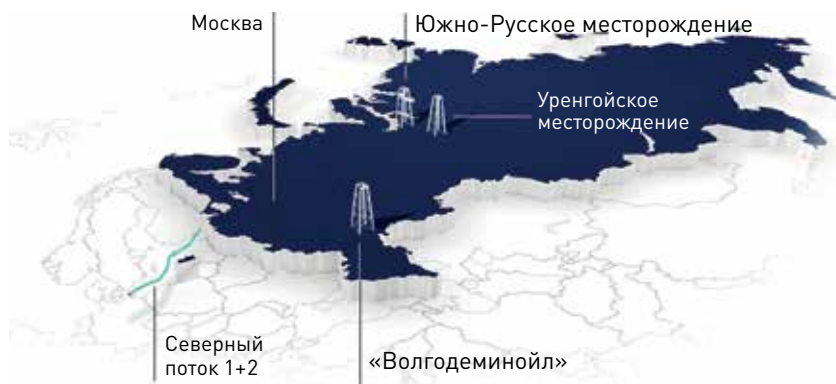 Москва
Южно-Русское месторождение
Уренгойское
месторождение
Северный
поток 1+2
«Волгодеминойл»